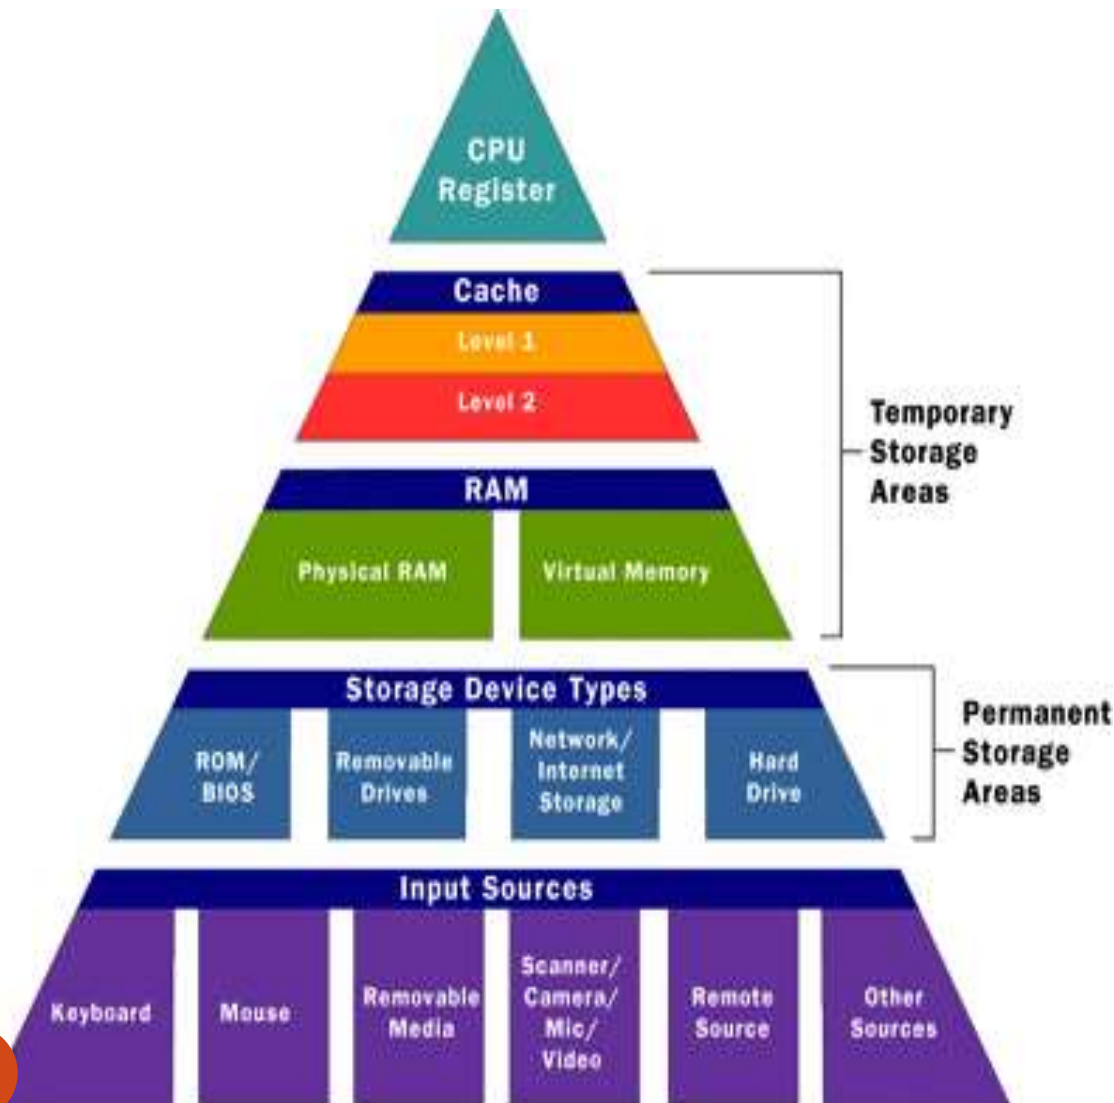 CPU
Register
Cache
Level 1
Level 2
Temporary
Storage
Areas
RAM
Physical RAM
Virtual Memory
Storage Device Types
ROM/
BIOS
Removable
Drives
Network/
Internet
Storage
Hard
Drive
Permanent
Storage
Areas
Input Sources
Keyboard
Mouse
Removable
Media
Scanner/
Camera/
Mic/
Video
Remote
Source
Other
Sources